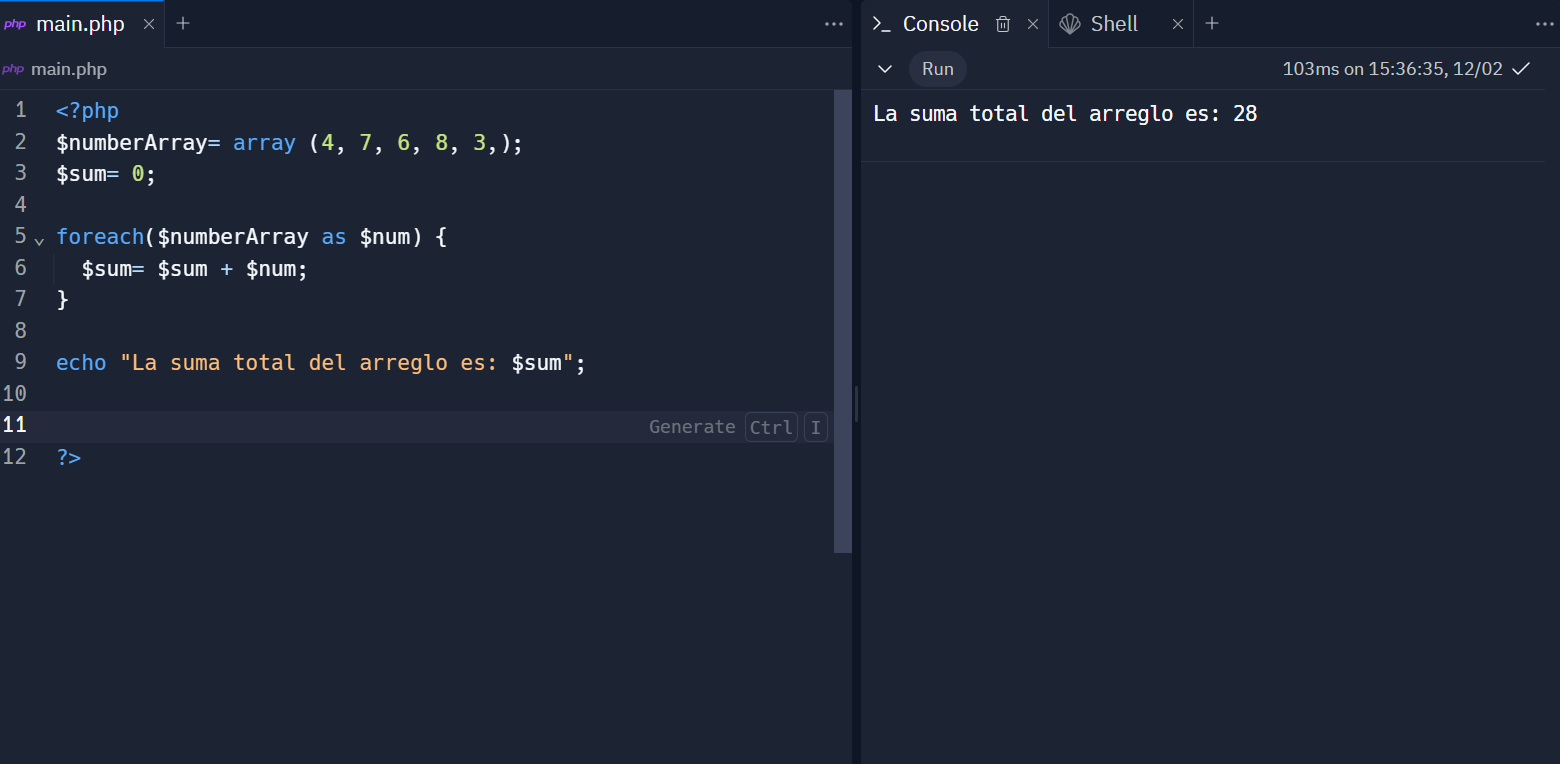 php main.php
php main.php
1 <?php
2 $numberArray= array (4, 7, 6, 8, 3,);
3 $sum= 0;
4
5 foreach($numberArray as $num) {
6 $sum= $sum + $num;
7 }
8
9 echo "La suma total del arreglo es: $sum";
10
11 Generate Ctrl I
12 ?>
Console Shell
Run 103ms on 15:36:35, 12/02
La suma total del arreglo es: 28